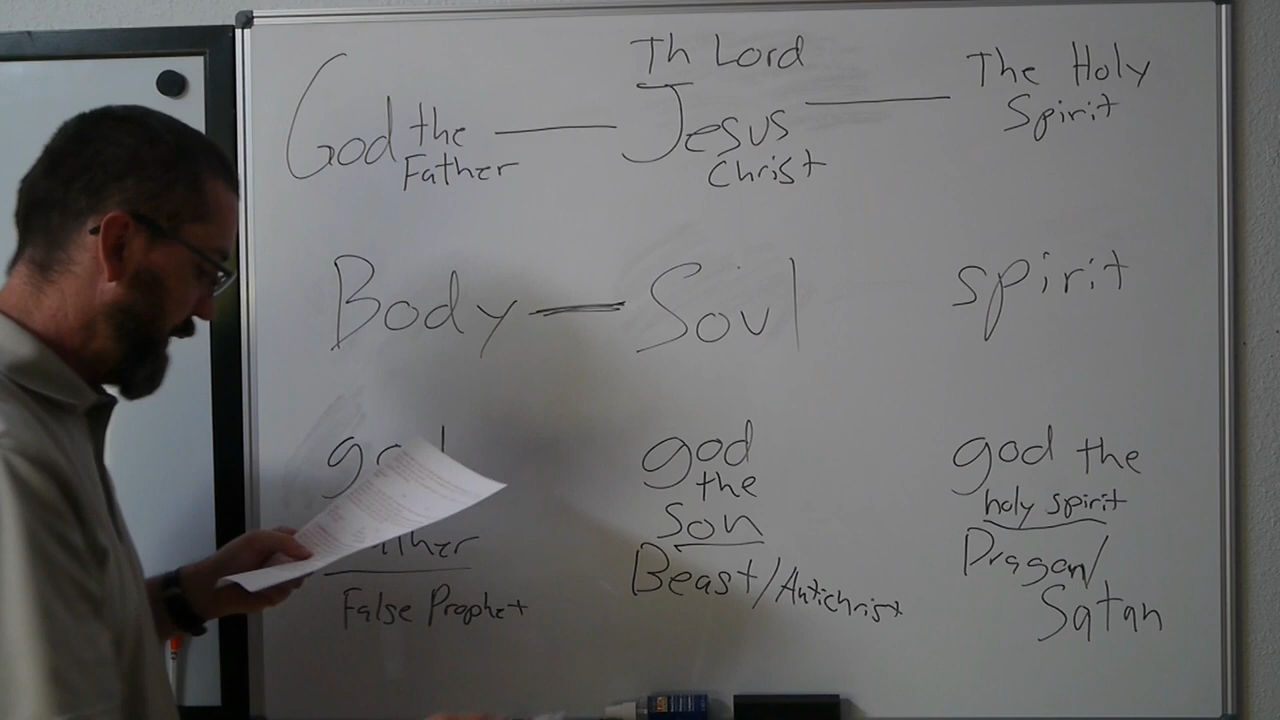 God the Father — Th Lord Jesus Christ — The Holy Spirit
Body — Soul spirit
god the son
god the holy spirit
False Prophet
Beast/Antichrist
Dragon/
Satan